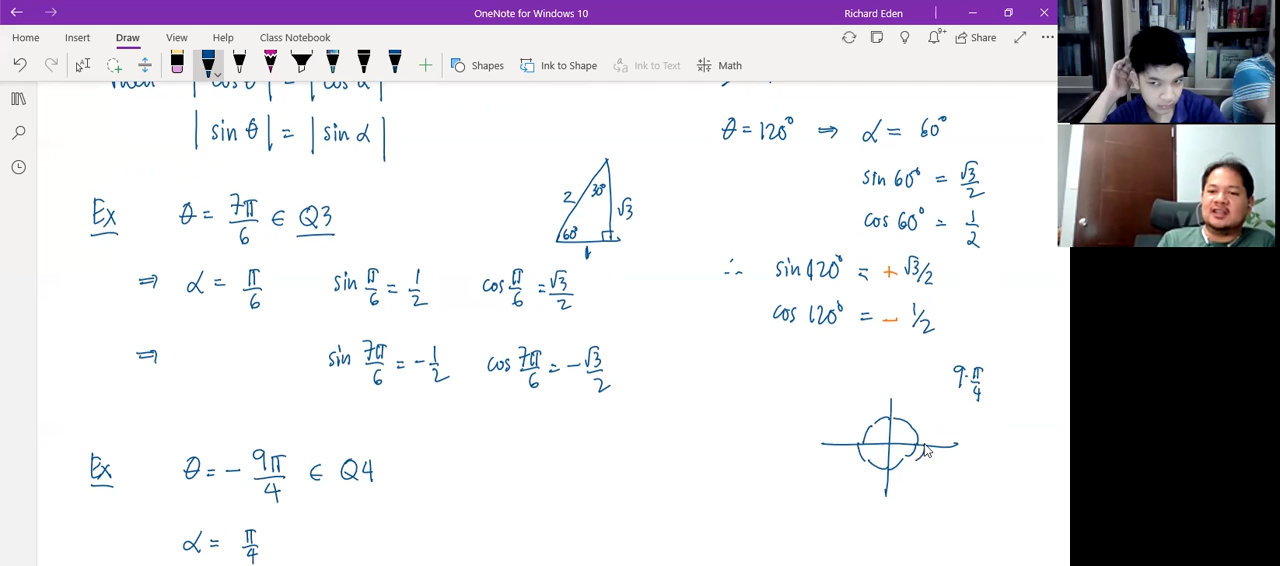 OneNote for Windows 10
Richard Eden
Home Insert Draw View Help Class Notebook
Share
Shapes Ink to Shape Ink to Text Math
Then |cos θ| = |cos α|
|sin θ| = |sin α|
Ex θ = 7π/6 ∈ Q3
⇒ α = π/6 sin π/6 = 1/2 cos π/6 = √3/2
⇒ sin 7π/6 = -1/2 cos 7π/6 = -√3/2
Ex θ = - 9π/4 ∈ Q4
α = π/4
2 30° √3
60°
1
θ = 120° ⇒ α = 60°
sin 60° = √3/2
cos 60° = 1/2
∴ sin 120° = + √3/2
cos 120° = - 1/2
9·π/4